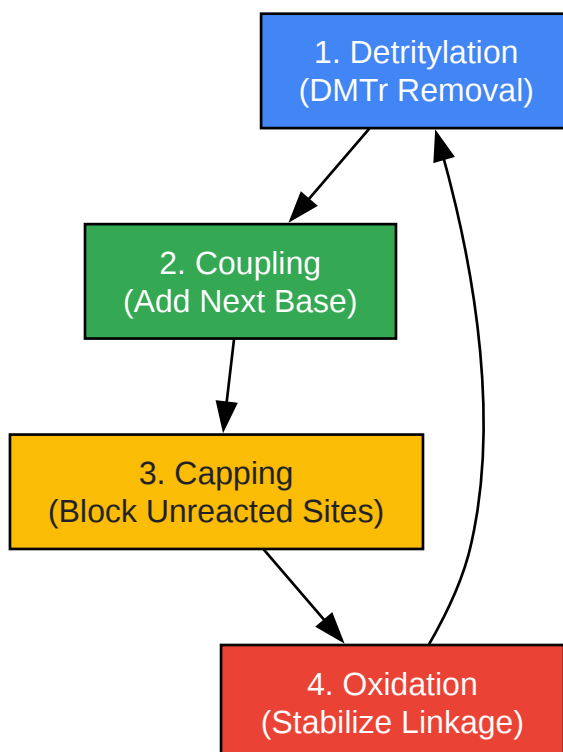 1. Detritylation
(DMTr Removal)
2. Coupling
(Add Next Base)
3. Capping
(Block Unreacted Sites)
4. Oxidation
(Stabilize Linkage)